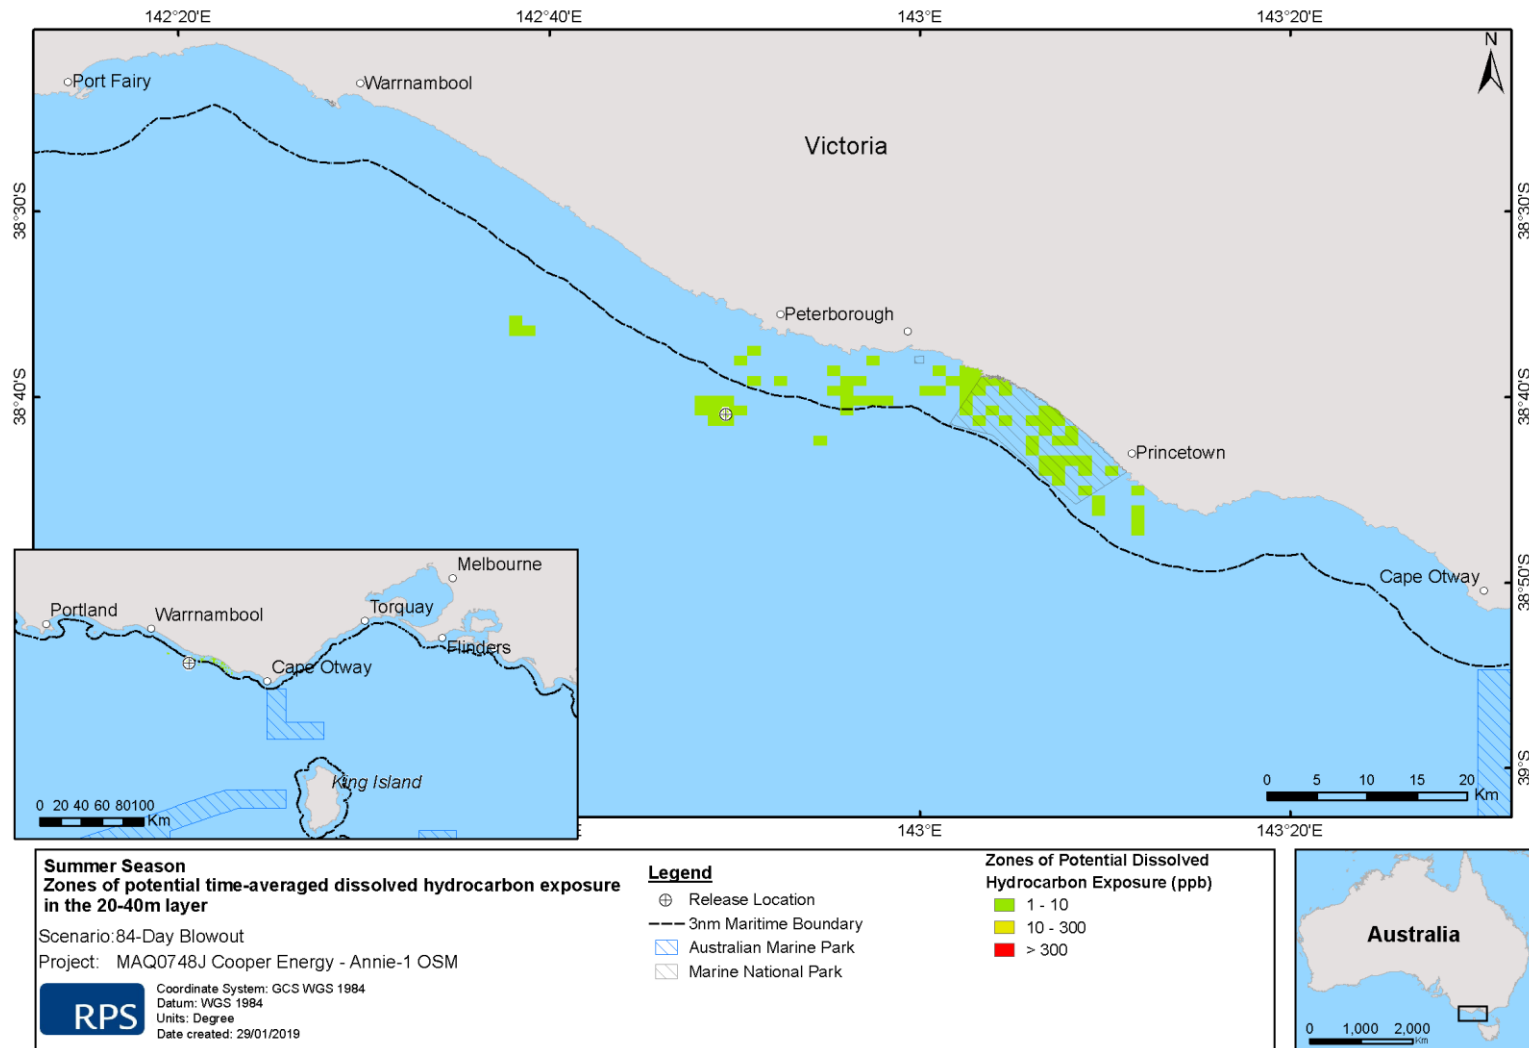 142°20'E
142°40'E
143°0'E
143°20'E
N
Port Fairy
Warrnambool
Victoria
38°30'S
38°30'S
Peterborough
38°40'S
38°40'S
Princetown
Cape Otway
38°50'S
39°S
0 5 10 15 20
Km
143°0'E
143°20'E
Melbourne
Portland
Warrnambool
Torquay
Flinders
Cape Otway
King Island
0 20 40 60 80100
Km
Summer Season
Zones of potential time-averaged dissolved hydrocarbon exposure
in the 20-40m layer
Scenario:84-Day Blowout
Project: MAQ0748J Cooper Energy - Annie-1 OSM
RPS
Coordinate System: GCS WGS 1984
Datum: WGS 1984
Units: Degree
Date created: 29/01/2019
Legend
Release Location
3nm Maritime Boundary
Australian Marine Park
Marine National Park
Zones of Potential Dissolved
Hydrocarbon Exposure (ppb)
1 - 10
10 - 300
> 300
Australia
0 1,000 2,000
Km